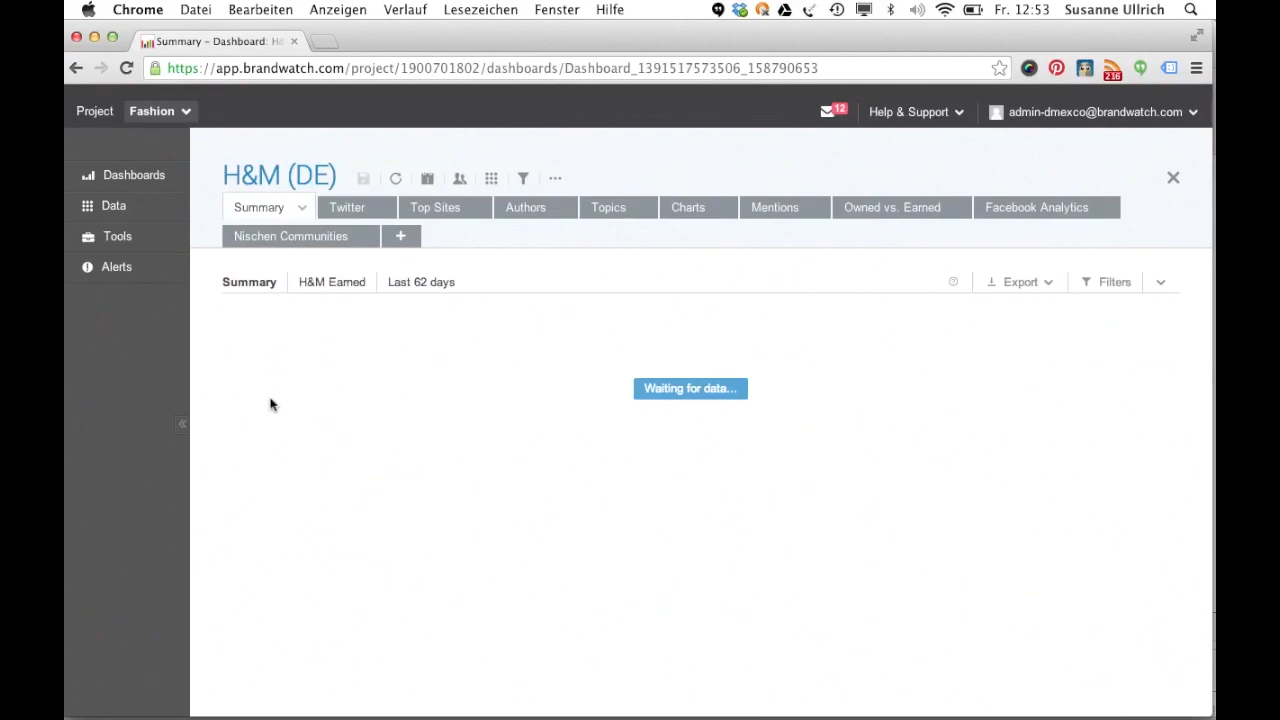 Chrome Datei Bearbeiten Anzeigen Verlauf Lesezeichen Fenster Hilfe Fr. 12:53 Susanne Ullrich
Summary – Dashboard: H&
https://app.brandwatch.com/project/1900701802/dashboards/Dashboard_1391517573506_158790653
216
Project Fashion 12 Help & Support admin-dmexco@brandwatch.com
Dashboards
Data
Tools
Alerts
H&M (DE)
Summary Twitter Top Sites Authors Topics Charts Mentions Owned vs. Earned Facebook Analytics
Nischen Communities +
Summary H&M Earned Last 62 days Export Filters
Waiting for data...